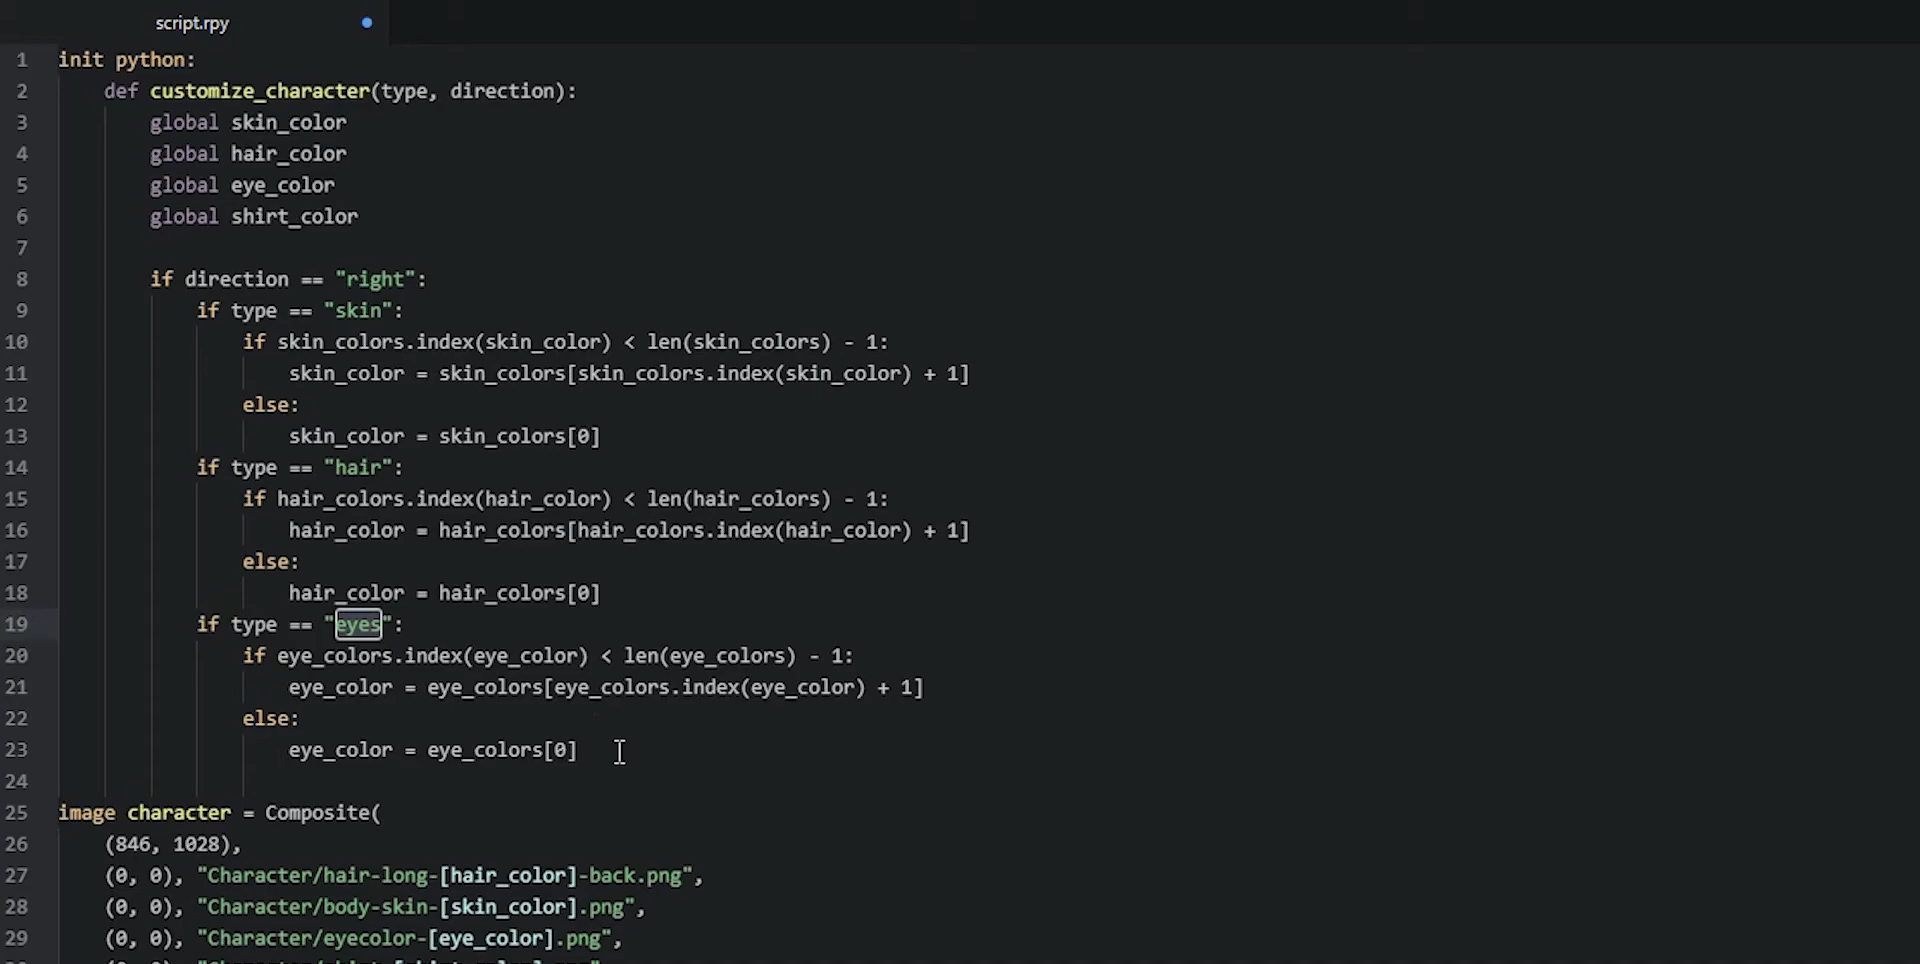 script.rpy
1 init python:
2 def customize_character(type, direction):
3 global skin_color
4 global hair_color
5 global eye_color
6 global shirt_color
7
8 if direction == "right":
9 if type == "skin":
10 if skin_colors.index(skin_color) < len(skin_colors) - 1:
11 skin_color = skin_colors[skin_colors.index(skin_color) + 1]
12 else:
13 skin_color = skin_colors[0]
14 if type == "hair":
15 if hair_colors.index(hair_color) < len(hair_colors) - 1:
16 hair_color = hair_colors[hair_colors.index(hair_color) + 1]
17 else:
18 hair_color = hair_colors[0]
19 if type == "eyes":
20 if eye_colors.index(eye_color) < len(eye_colors) - 1:
21 eye_color = eye_colors[eye_colors.index(eye_color) + 1]
22 else:
23 eye_color = eye_colors[0]
24
25 image character = Composite(
26 (846, 1028),
27 (0, 0), "Character/hair-long-[hair_color]-back.png",
28 (0, 0), "Character/body-skin-[skin_color].png",
29 (0, 0), "Character/eyecolor-[eye_color].png",